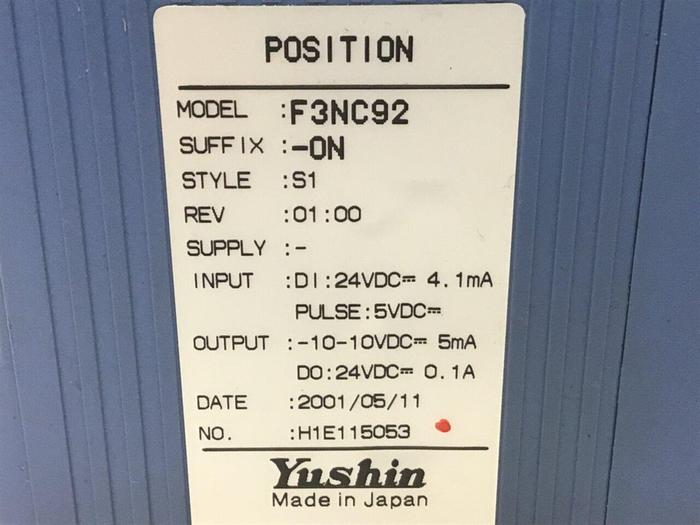 POSITION
MODEL :F3NC92
SUFFIX :-0N
STYLE :S1
REV :01:00
SUPPLY :-
INPUT :DI:24VDC⎓ 4.1mA
PULSE:5VDC⎓
OUTPUT :-10-10VDC⎓ 5mA
DO:24VDC⎓ 0.1A
DATE :2001/05/11
NO. :H1E115053
Yushin
Made in Japan